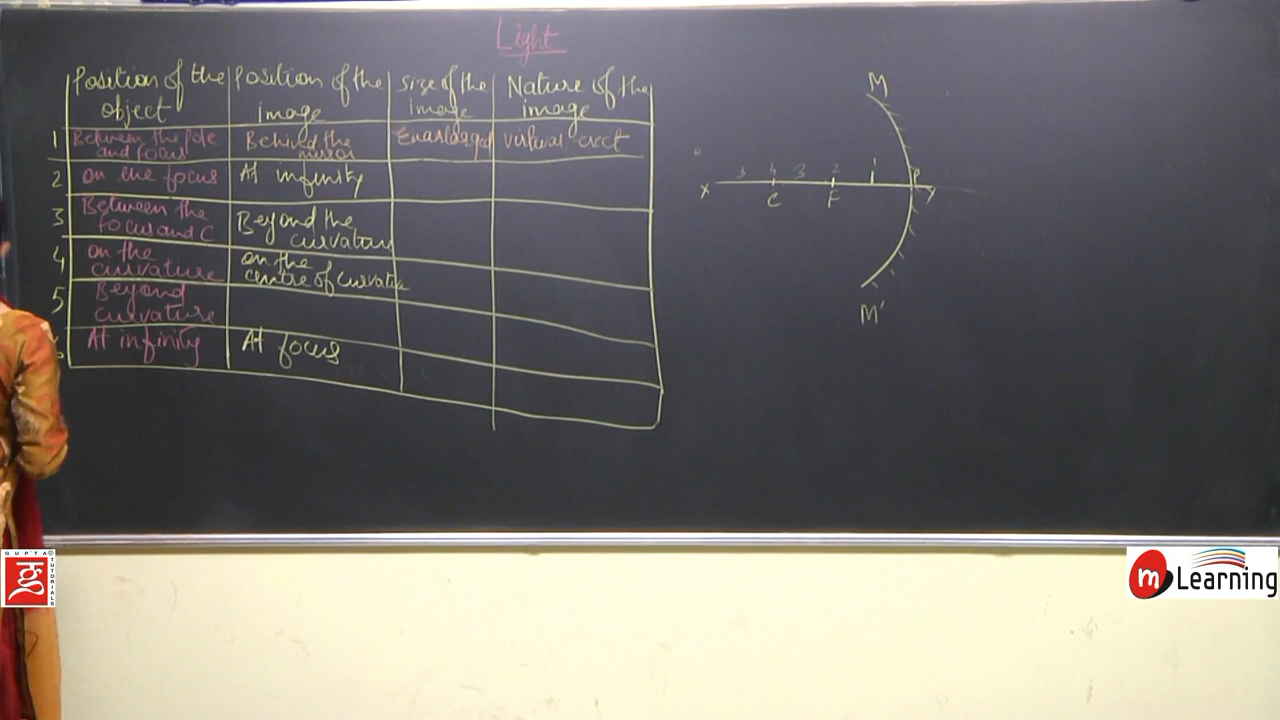 Light
Position of the object
Position of the image
Size of the image
Nature of the image
1
Between the Pole and focus
Behind the mirror
Enarlarged
virtual erect
2
on the focus
At infinity
3
Between the focus and C
Beyond the curvature
4
on the curvature
on the centre of curvature
5
Beyond curvature
6
At infinity
At focus
M
5 4 3 2 1 P
X C F Y
M'
GUPTA
TUTORIALS
m Learning